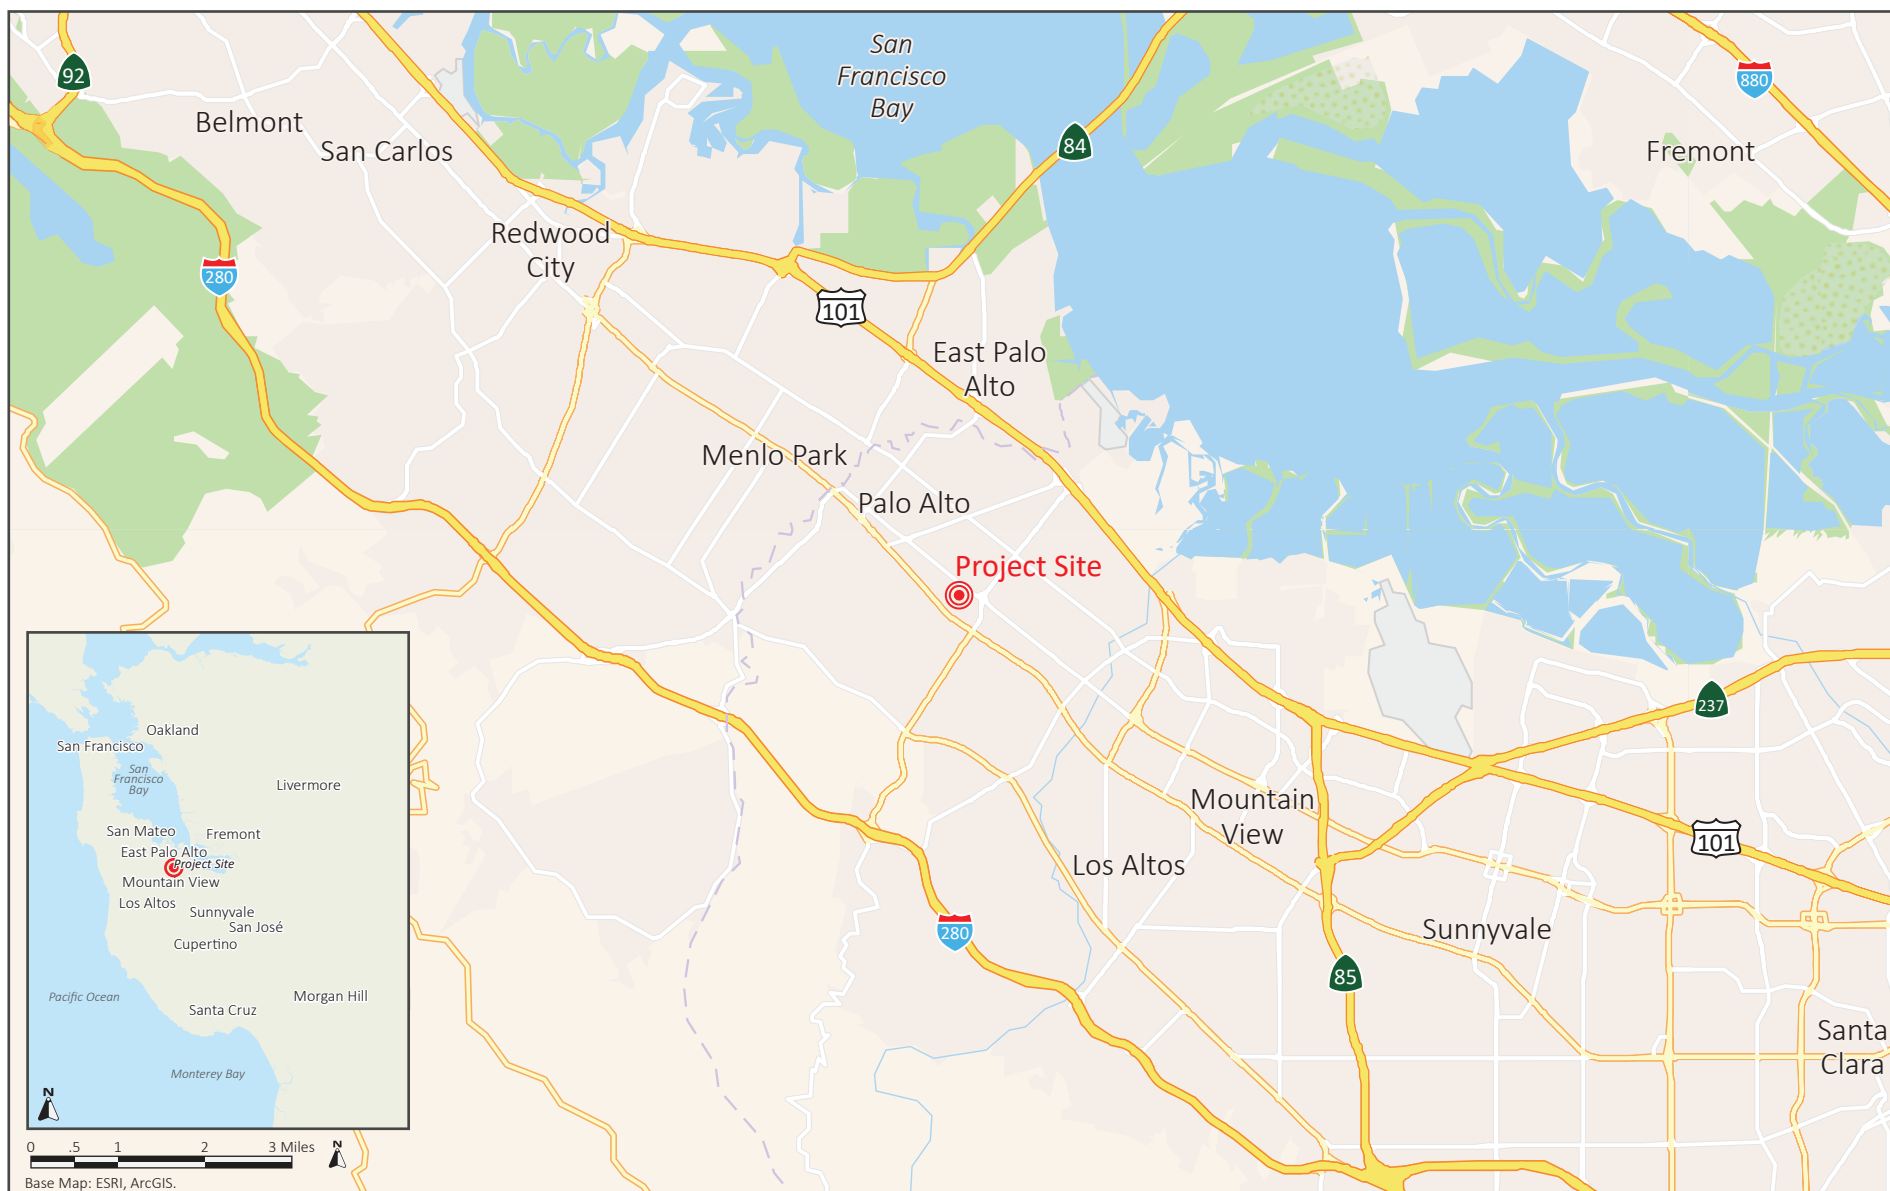 San
Francisco
Bay
92
880
Belmont
84
San Carlos
Fremont
Redwood
City
280
101
East Palo
Alto
Menlo Park
Palo Alto
Project Site
237
Mountain
View
101
Los Altos
Sunnyvale
280
85
Santa
Clara
Oakland
San Francisco
San
Francisco
Bay
Livermore
San Mateo
Fremont
East Palo Alto
Project Site
Mountain View
Los Altos
Sunnyvale
San José
Cupertino
Pacific Ocean
Morgan Hill
Santa Cruz
Monterey Bay
N
0 .5 1 2 3 Miles
N
Base Map: ESRI, ArcGIS.